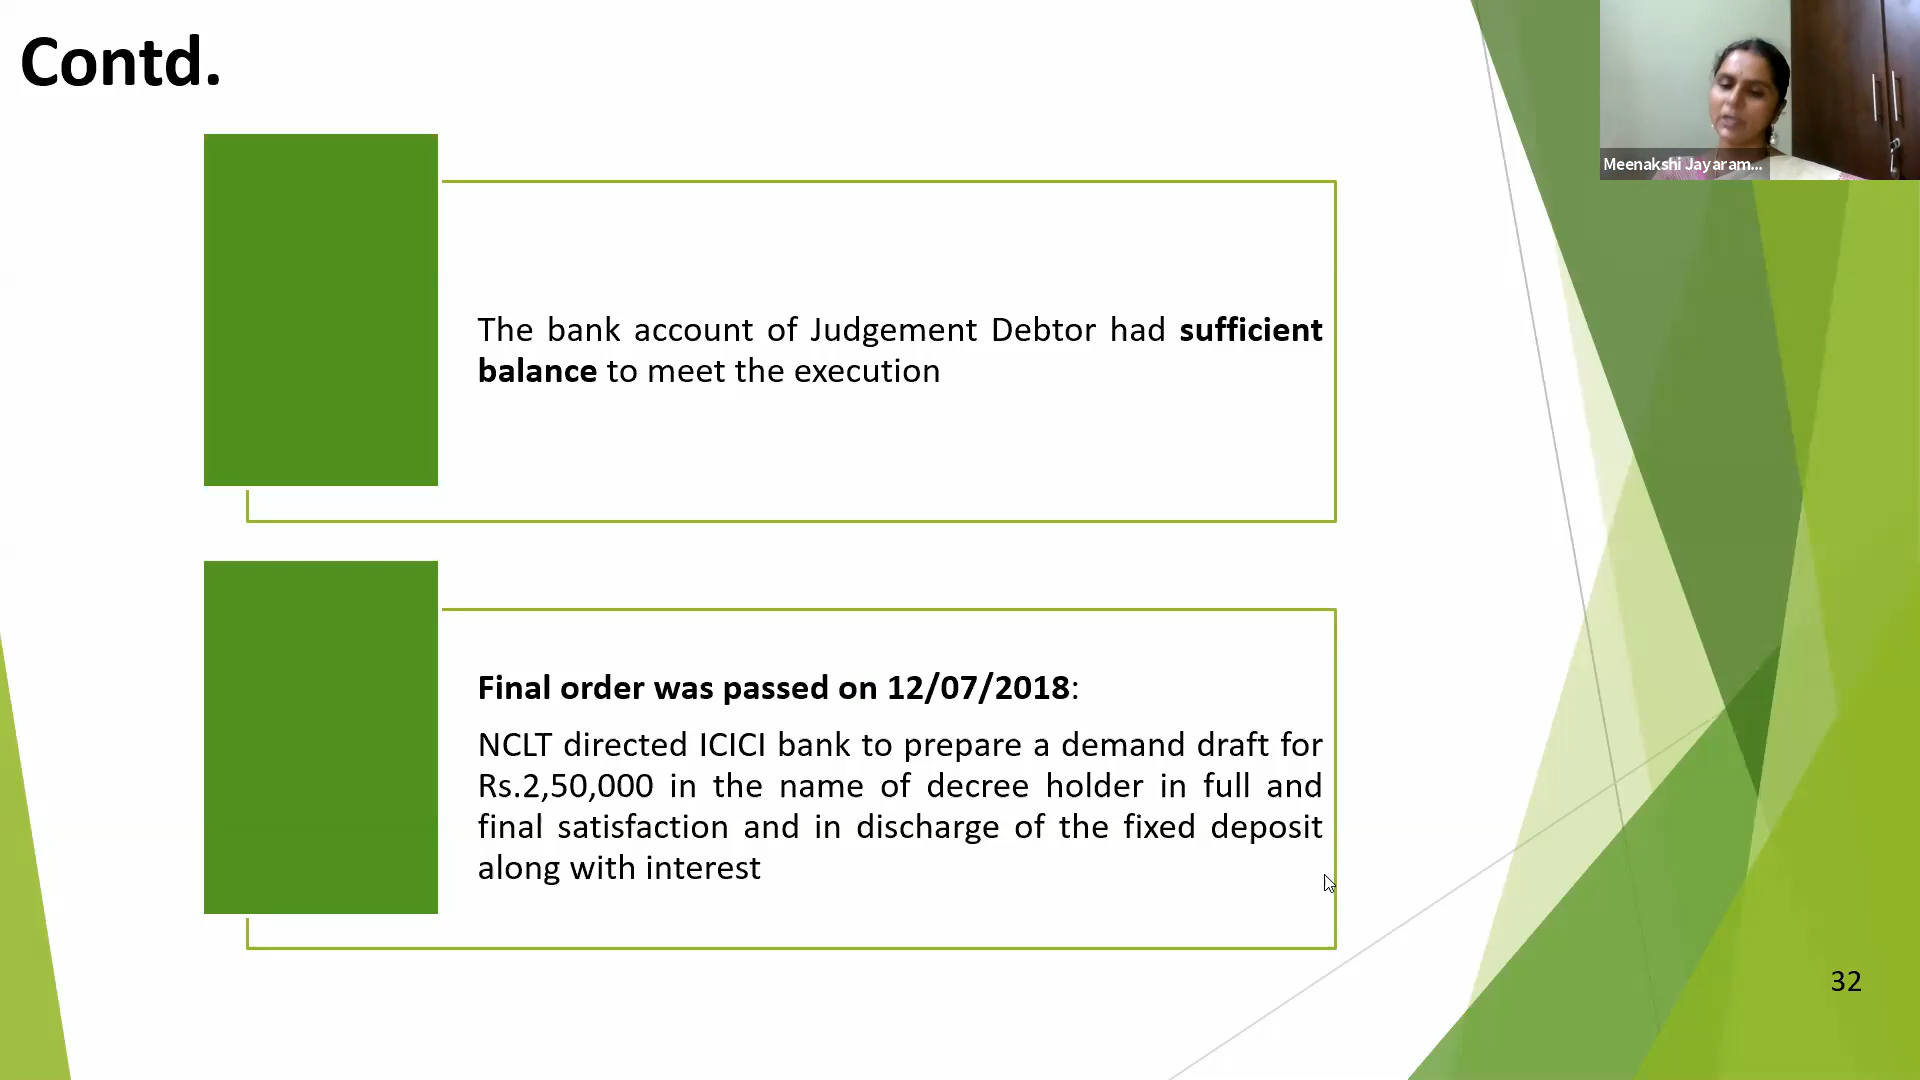 Contd.
Meenakshi Jayaram...
The bank account of Judgement Debtor had sufficient
balance to meet the execution
Final order was passed on 12/07/2018:
NCLT directed ICICI bank to prepare a demand draft for
Rs.2,50,000 in the name of decree holder in full and
final satisfaction and in discharge of the fixed deposit
along with interest
32